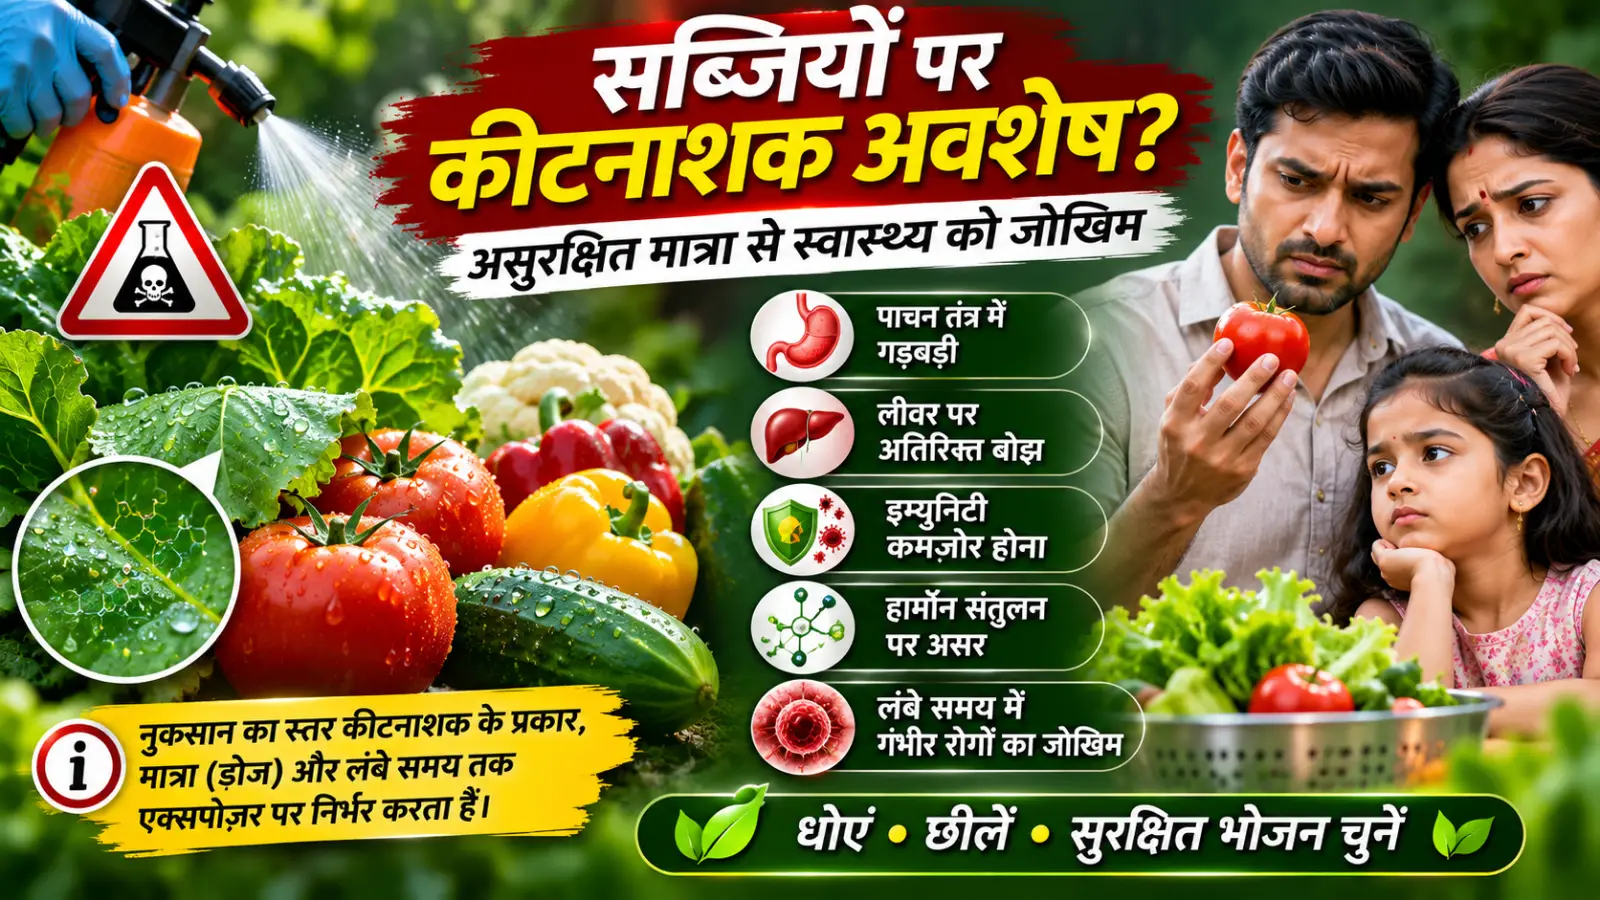 सब्जियों पर
कीटनाशक अवशेष?
असुरक्षित मात्रा से स्वास्थ्य को जोखिम
पाचन तंत्र में
गड़बड़ी
लीवर पर
अतिरिक्त बोझ
इम्युनिटी
कमज़ोर होना
हार्मोन संतुलन
पर असर
लंबे समय में
गंभीर रोगों का जोखिम
i
नुकसान का स्तर कीटनाशक के प्रकार,
मात्रा (ड़ोज) और लंबे समय तक
एक्सपोज़र पर निर्भर करता हैं।
धोएं • छीलें • सुरक्षित भोजन चुनें